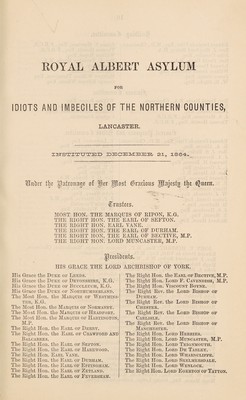 ROYAL ALBERT ASYLUM
FOR
IDIOTS AND IMBECILES OF THE NORTHERN COUNTIES,
LANCASTER.
INSTITUTED DECEMBER 21, 1864.
Under the Patronage of Her Most Gracious Majesty the Queen.
Trustees.
MOST HON. THE MARQUIS OF RIPON, K.G.
THE RIGHT HON. THE EARL OF SEFTON.
THE RIGHT HON. EARL VANE.
THE RIGHT HON. THE EARL OF DURHAM.
THE RIGHT HON. THE EARL OF BECTIVE, M.P.
THE RIGHT HON. LORD MUNCASTER, M.P.
Presidents.
HIS GRACE THE LORD ARCHBISHOP OF YORK.
His Grace the DUKE OF LEEDS.
His Grace the DUKE OF DEVONSHIRE, K.G.
His Grace the DUKE OF BUCCLEUCH, K.G.
His Grace the DUKE OF NORTHUMBERLAND.
The Most Hon. the MARQUIS OF WESTMINSTER, K.G.
The Most Hon. the MARQUIS OF NORMANBY.
The Most Hon. the MARQUIS OF HEADFORT.
The Most Hon. the MARQUIS OF HARTINGTON,
The Right Hon. the EARL OF DERBY.
The Right Hon. the EARL OF CRAWFORD AND
BALCARRES.
The Right Hon. the EARL OF SEFTON.
The Right Hon. the EARL OF HAREWOOD.
The Right Hon. EARL VANE.
The Right Hon. the EARL OF DURHAM.
The Right Hon. the EARL OF EFFINGHAM.
The Right Hon. the EARL OF ZETLAND.
The Right Hon. the EARL OF FEVERSHAM.
The Right Hon. the EARL OF BECTIVE, M.P.
The Right Hon. LORD F. CAVENDISH, M.P.
The Right Hon. VISCOUNT BOYNE.
The Right Rev. the LORD BISHOP OF
DURHAM.
The Right Rev. the LORD BISHOP OF
CHESTER.
The Right Rev. the LORD BISHOP OF
CARLISLE.
The Right Rev. the LORD BISHOP OF
MANCHESTER.
The Right Hon. LORD HERRIES.
The Right Hon. LORD MUNCASTER, M.P.
The Right Hon. LORD TEIGNMOUTH.
The Right Hon. LORD DE TABLEY.
The Right Hon. LORD WHARNCLIFFE.
The Right Hon. LORD SKELMERSDALE.
The Right Hon. LORD WENLOCK.
The Right Hon. LORD EGERTON OF TATTON.